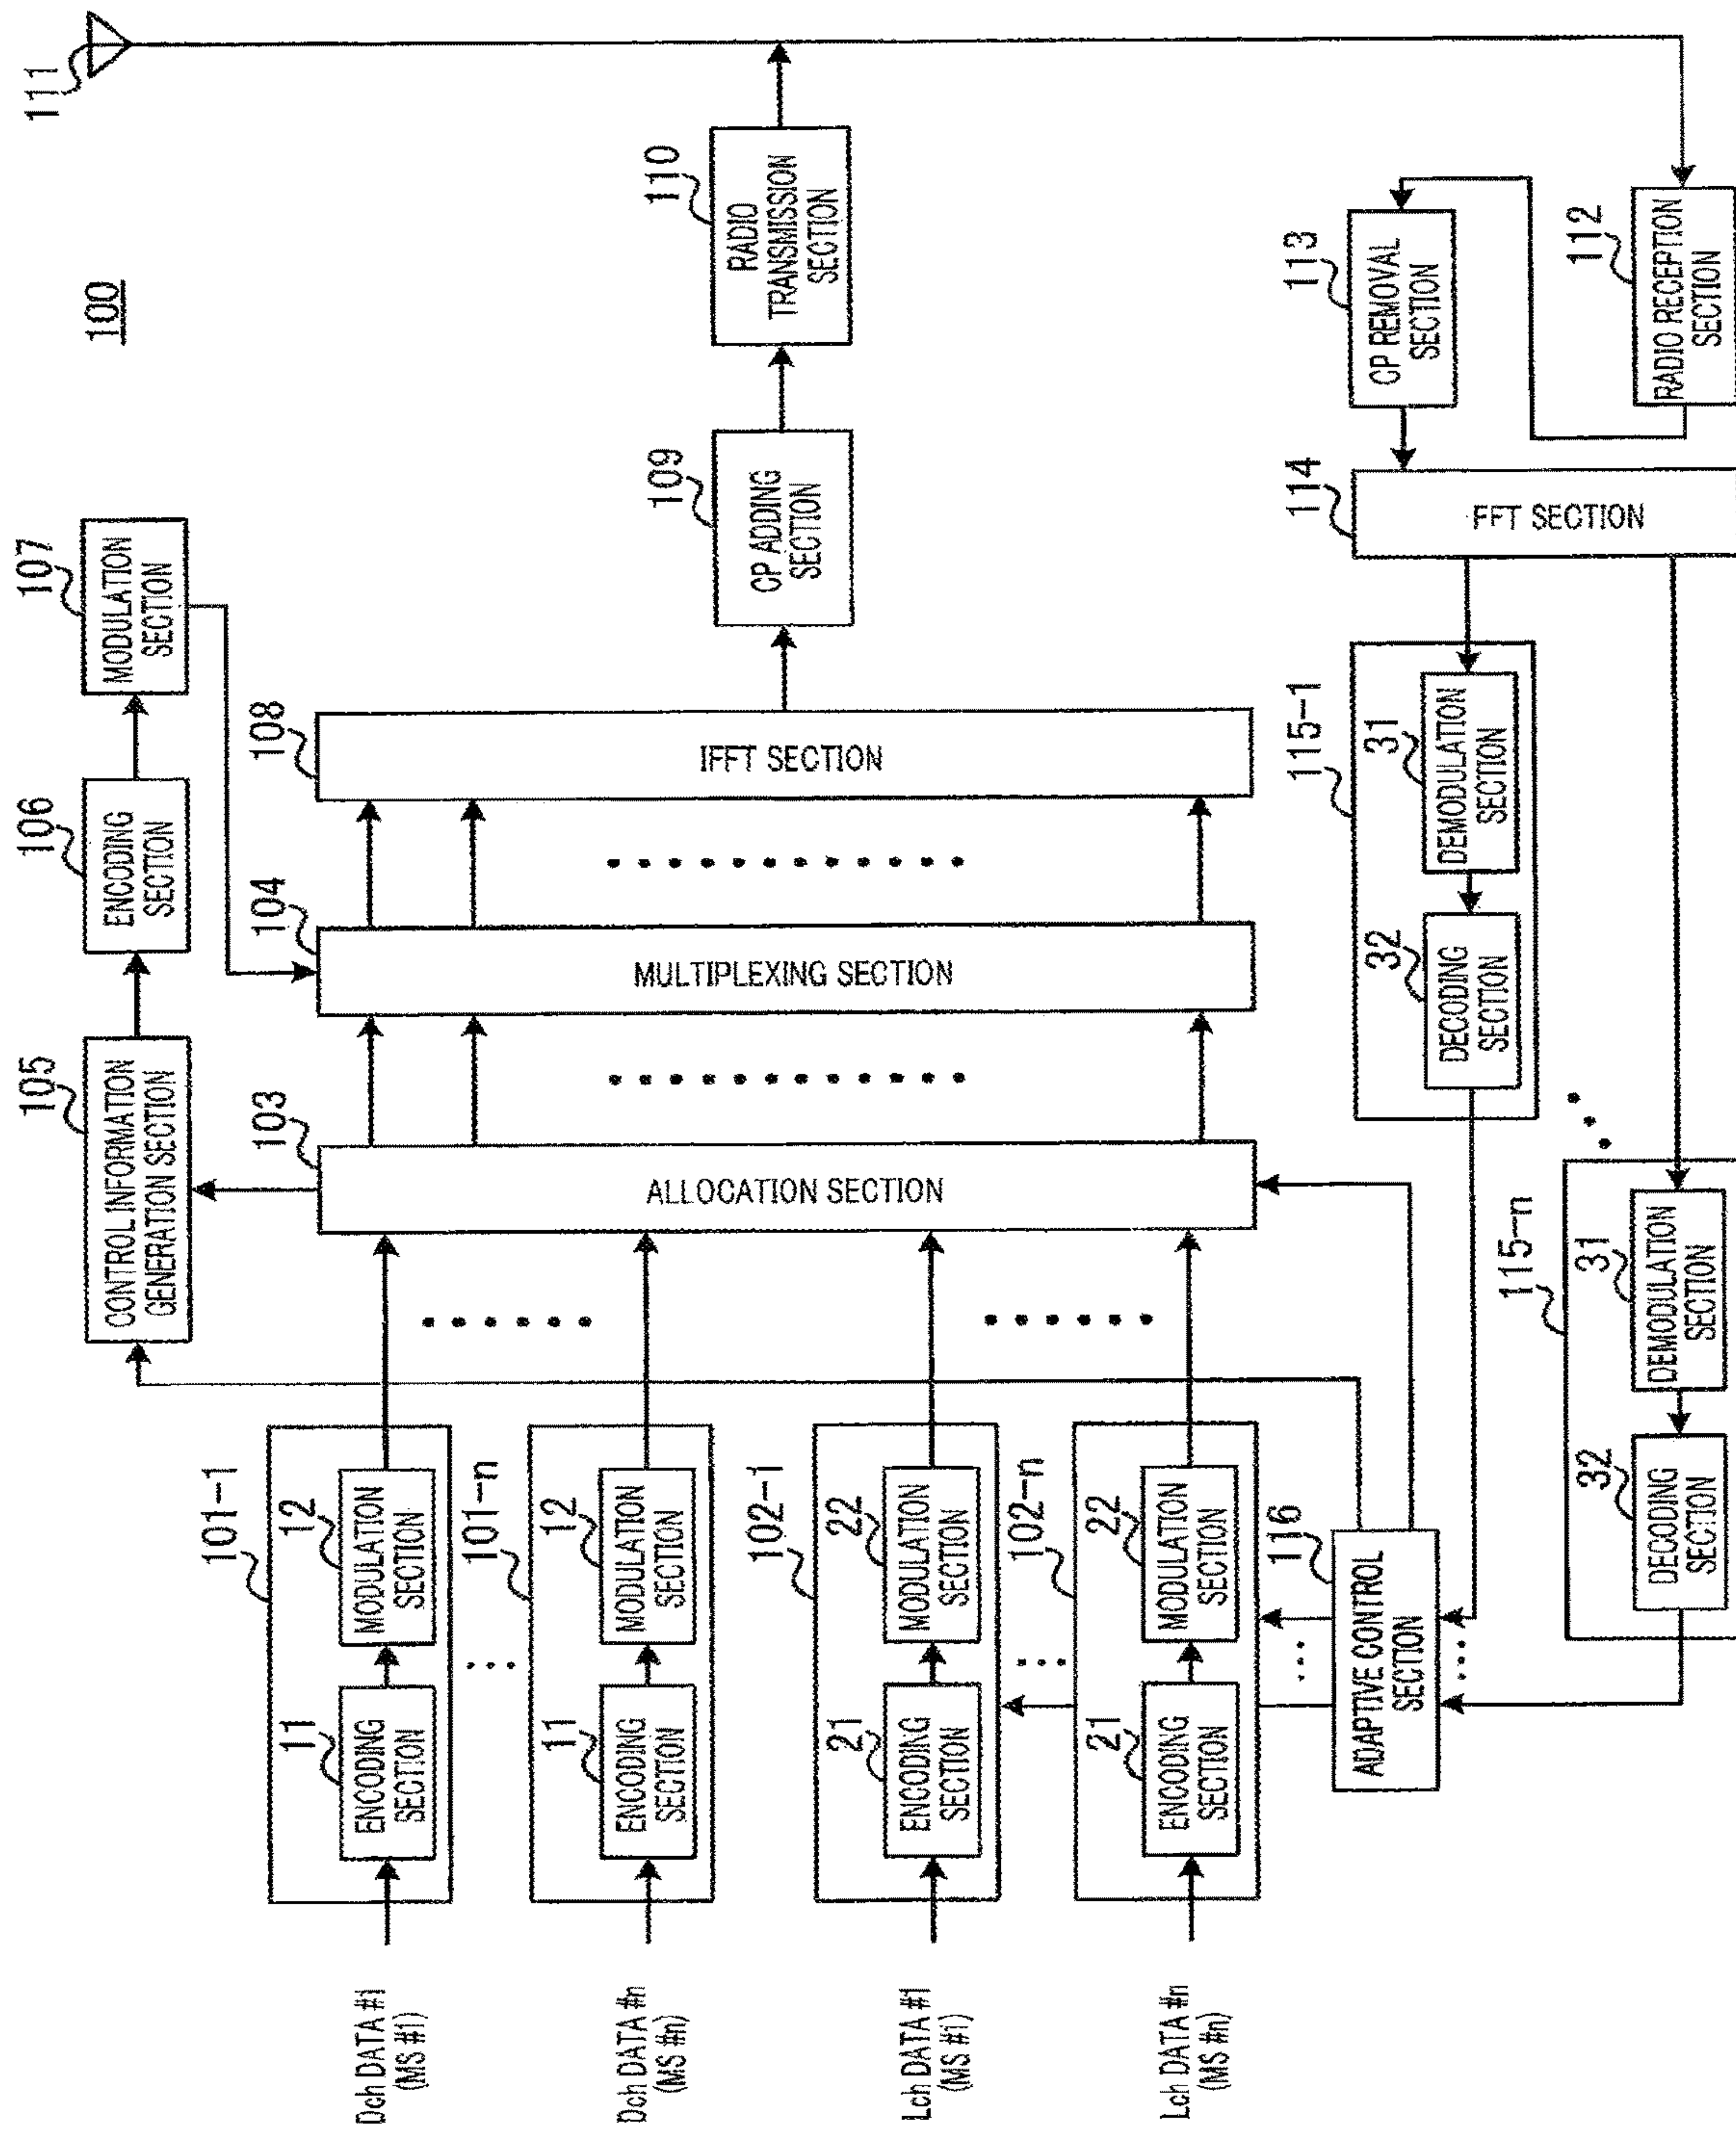 100
111
105
CONTROL INFORMATION
GENERATION SECTION
106
ENCODING
SECTION
107
MODULATION
SECTION
Dch DATA #1
(MS #1)
101-1
11
ENCODING
SECTION
12
MODULATION
SECTION
Dch DATA #n
(MS #n)
101-n
11
ENCODING
SECTION
12
MODULATION
SECTION
Lch DATA #1
(MS #1)
102-1
21
ENCODING
SECTION
22
MODULATION
SECTION
Lch DATA #n
(MS #n)
102-n
21
ENCODING
SECTION
22
MODULATION
SECTION
103
ALLOCATION SECTION
104
MULTIPLEXING SECTION
108
IFFT SECTION
109
CP ADDING
SECTION
110
RADIO
TRANSMISSION
SECTION
116
ADAPTIVE CONTROL
SECTION
115-1
32
DECODING
SECTION
31
DEMODULATION
SECTION
115-n
32
DECODING
SECTION
31
DEMODULATION
SECTION
114
FFT SECTION
113
CP REMOVAL
SECTION
112
RADIO RECEPTION
SECTION